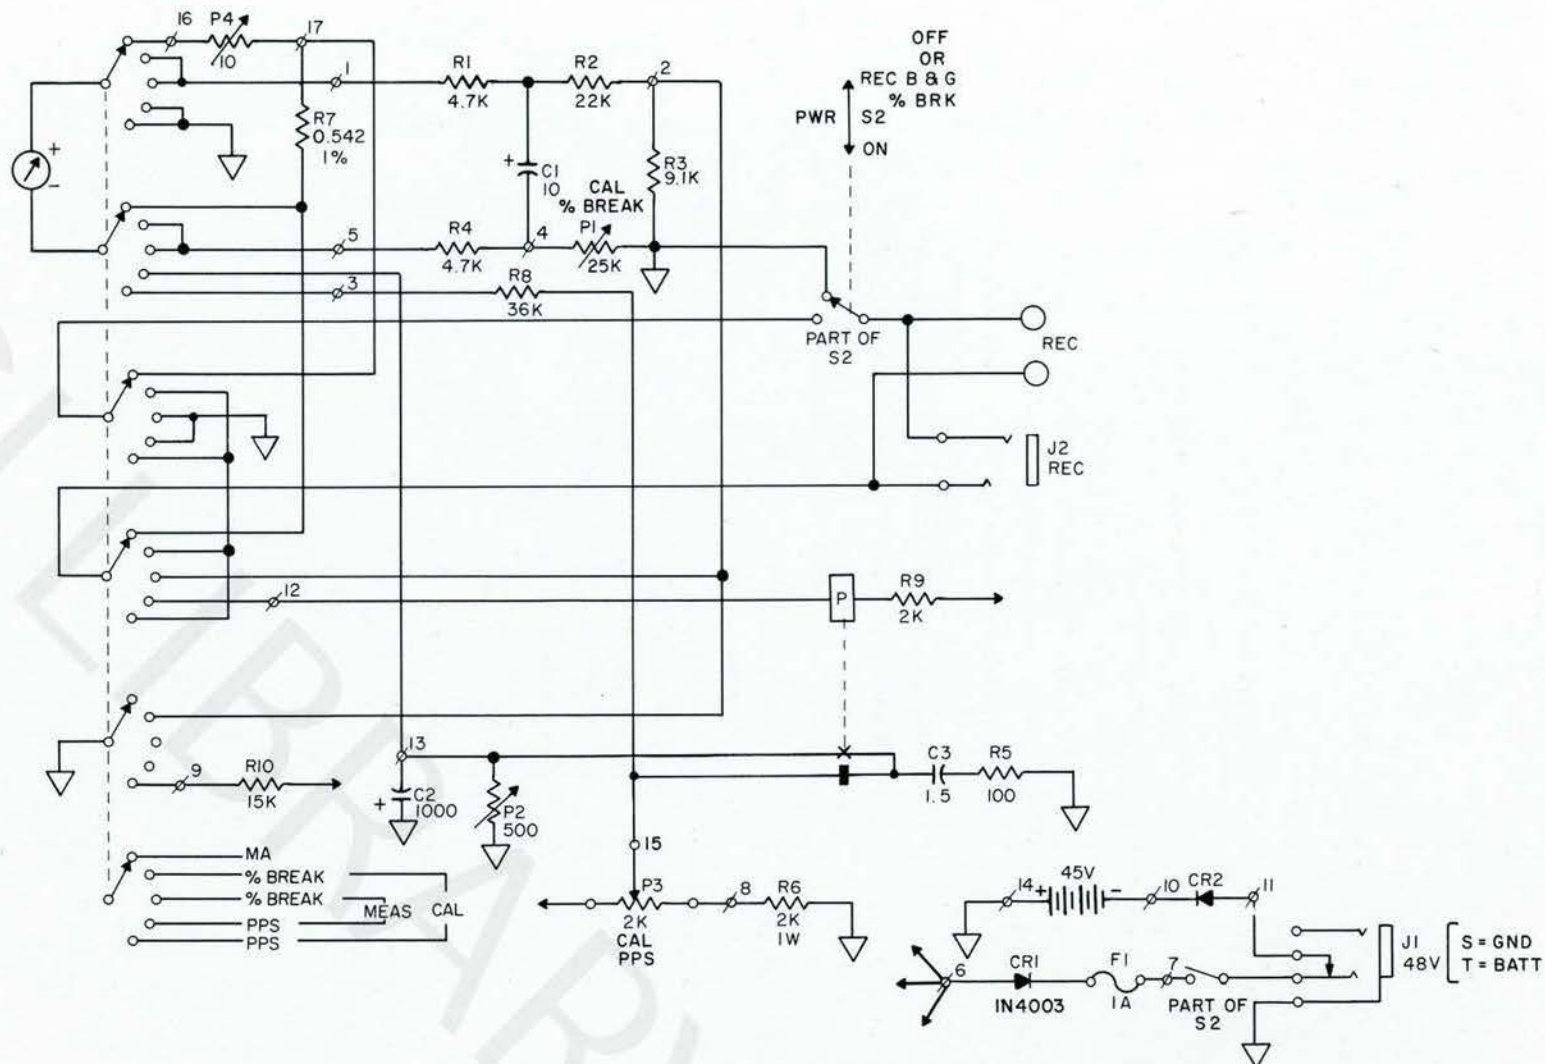 16
P4
10
17
1
R1
4.7K
R2
22K
2
OFF
OR
REC B & G
% BRK
PWR
S2
ON
R7
0.542
1%
+
-
+
C1
10
R3
9.1K
CAL
% BREAK
P1
25K
5
R4
4.7K
4
3
R8
36K
PART OF
S2
REC
J2
REC
12
P
R9
2K
9
R10
15K
13
+
C2
1000
P2
500
C3
1.5
R5
100
MA
% BREAK
% BREAK
PPS
PPS
MEAS
CAL
15
P3
2K
CAL
PPS
8
R6
2K
1W
14
+
45V
-
10
CR2
11
6
CR1
IN4003
F1
1A
7
PART OF
S2
J1
48V
S = GND
T = BATT
LIBRARY